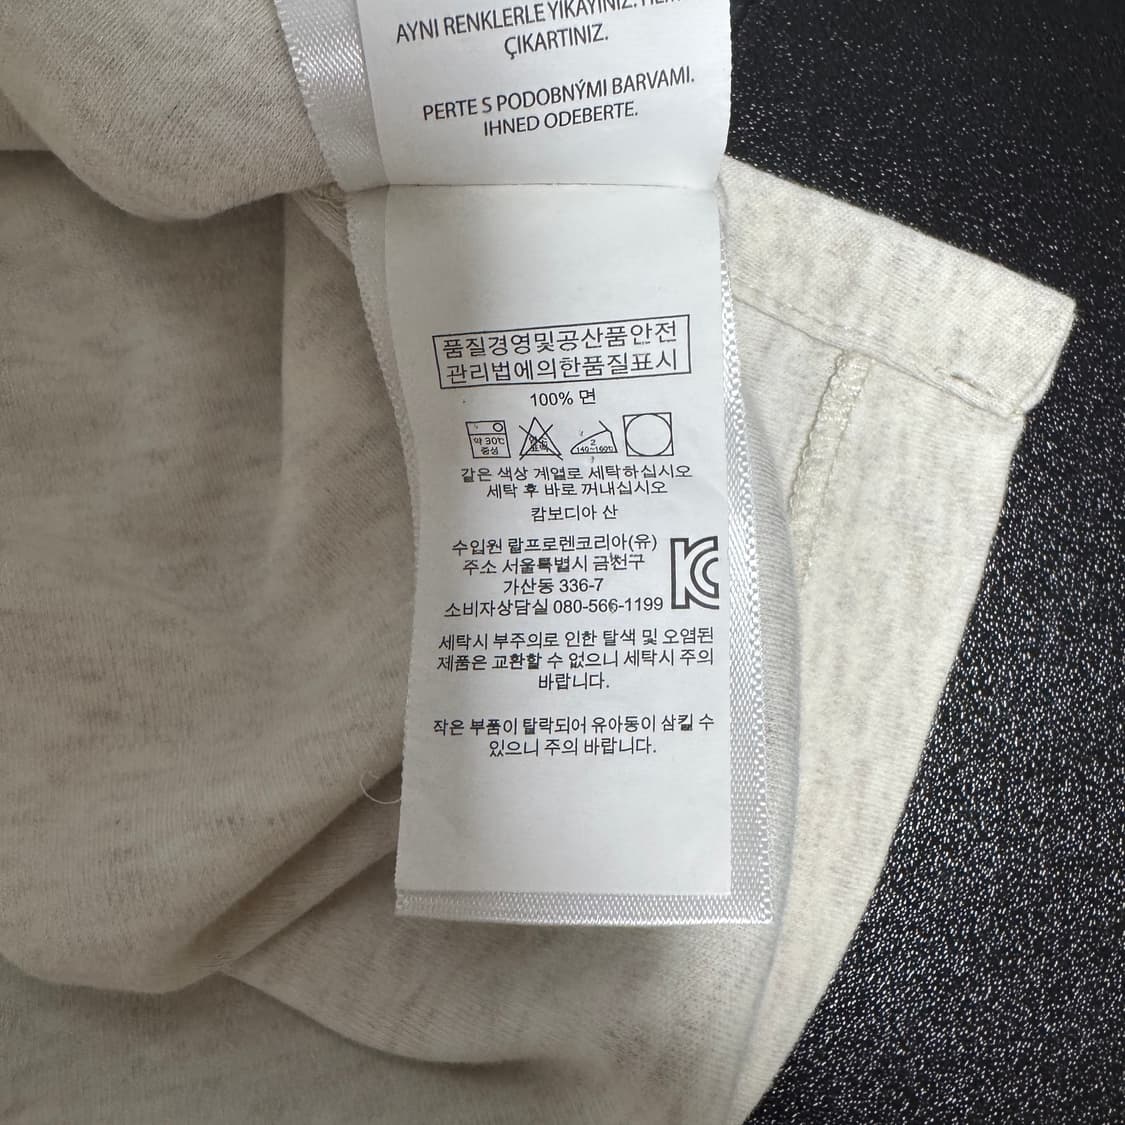 AYNI RENKLERLE YIKAYINIZ.
ÇIKARTINIZ.
PERTE S PODOBNÝMI BARVAMI.
IHNED ODEBERTE.
품질경영및공산품안전
관리법에의한품질표시
100% 면
약 30℃
중성
2
140~160℃
같은 색상 계열로 세탁하십시오
세탁 후 바로 꺼내십시오
캄보디아 산
수입원 랄프로렌코리아(유)
주소 서울특별시 금천구
가산동 336-7
소비자상담실 080-566-1199
세탁시 부주의로 인한 탈색 및 오염된
제품은 교환할 수 없으니 세탁시 주의
바랍니다.
작은 부품이 탈락되어 유아동이 삼킬 수
있으니 주의 바랍니다.